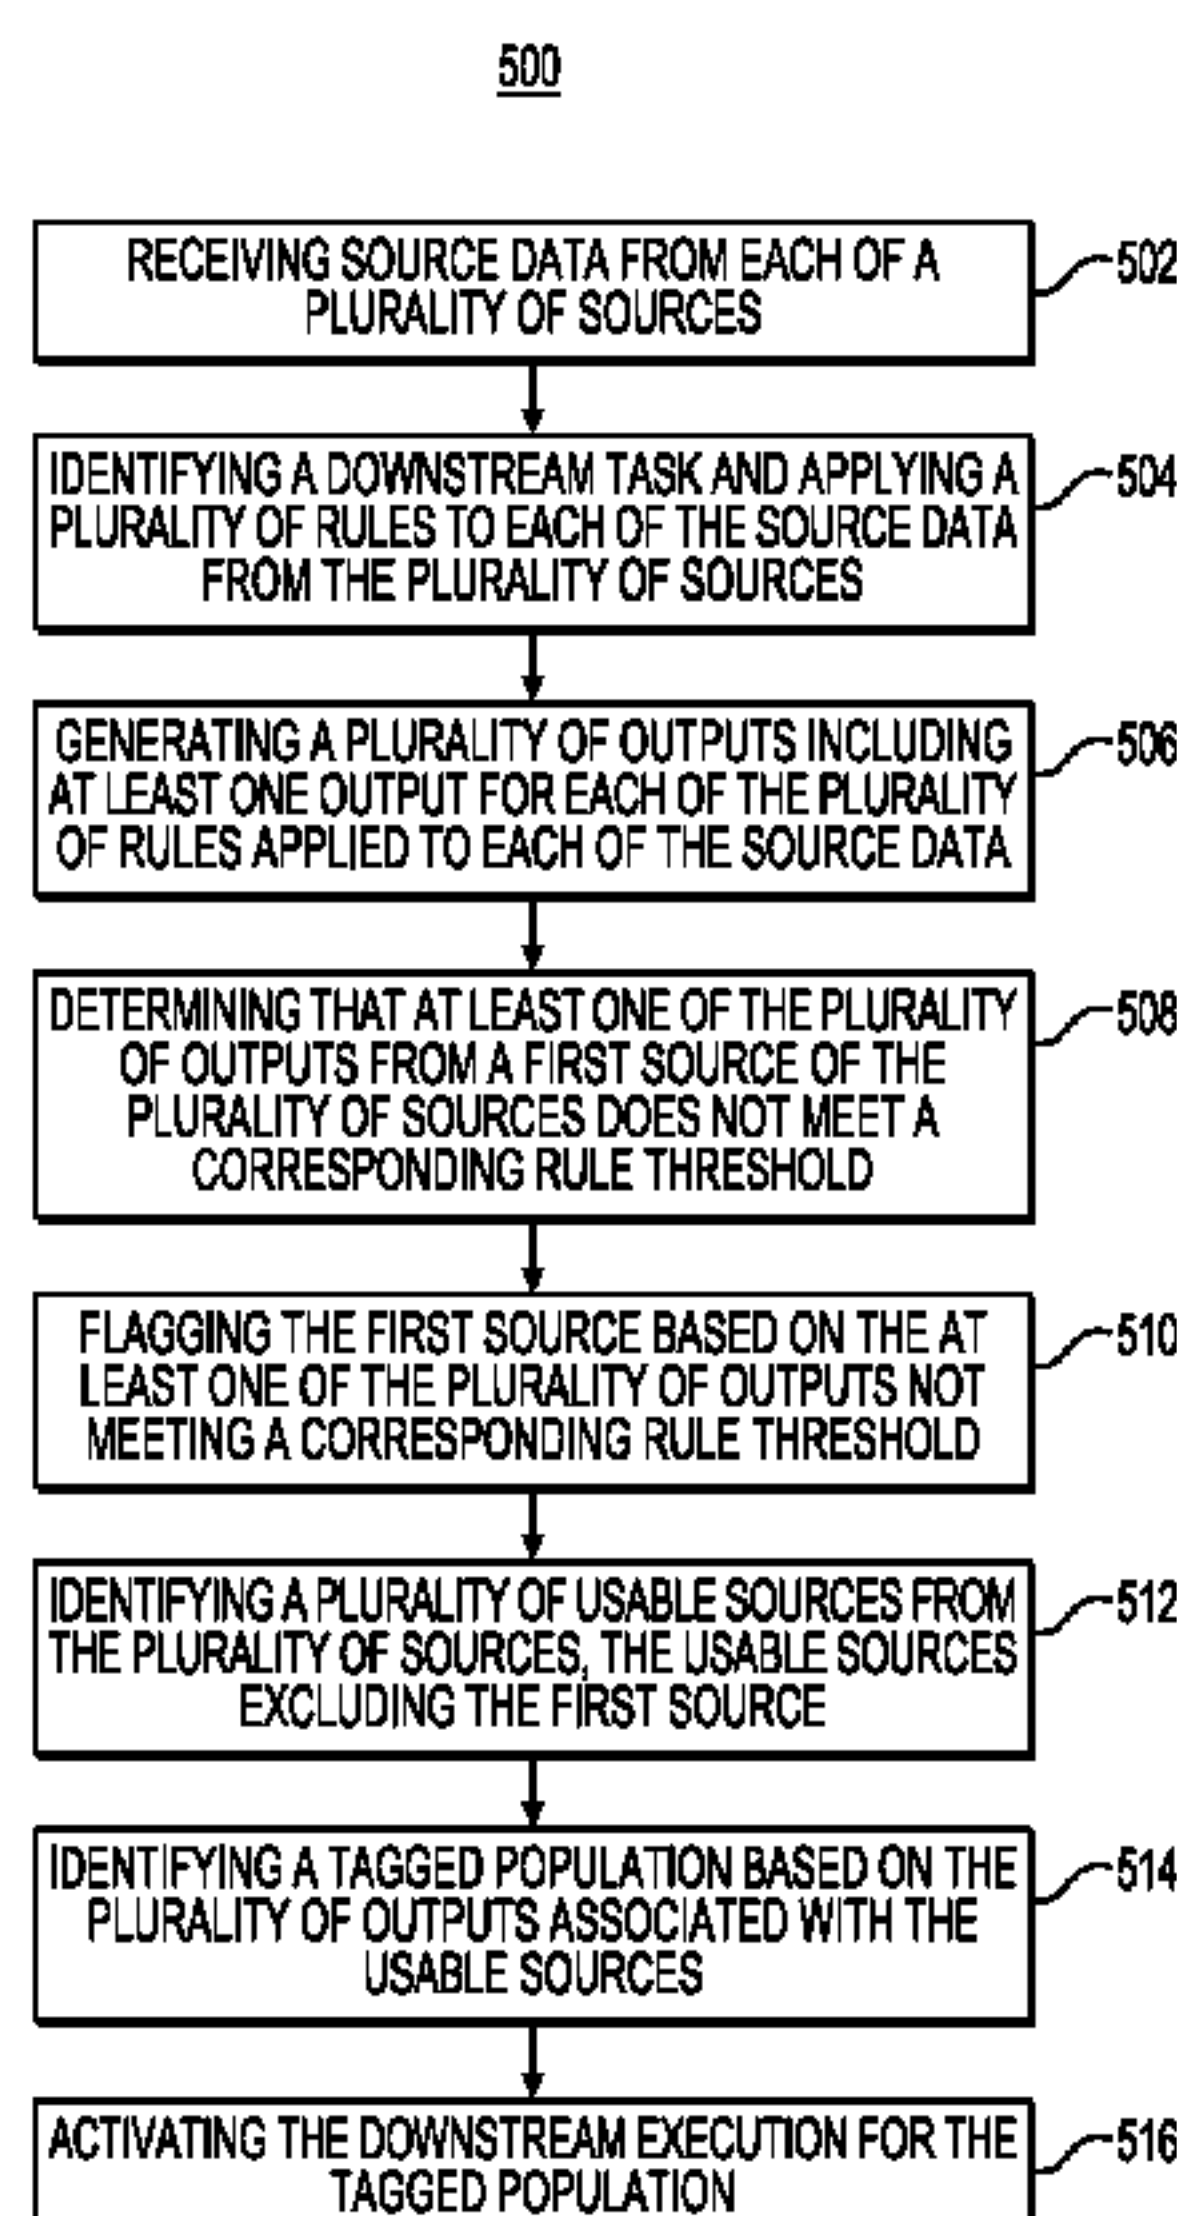 500
RECEIVING SOURCE DATA FROM EACH OF A
PLURALITY OF SOURCES
502
IDENTIFYING A DOWNSTREAM TASK AND APPLYING A
PLURALITY OF RULES TO EACH OF THE SOURCE DATA
FROM THE PLURALITY OF SOURCES
504
GENERATING A PLURALITY OF OUTPUTS INCLUDING
AT LEAST ONE OUTPUT FOR EACH OF THE PLURALITY
OF RULES APPLIED TO EACH OF THE SOURCE DATA
506
DETERMINING THAT AT LEAST ONE OF THE PLURALITY
OF OUTPUTS FROM A FIRST SOURCE OF THE
PLURALITY OF SOURCES DOES NOT MEET A
CORRESPONDING RULE THRESHOLD
508
FLAGGING THE FIRST SOURCE BASED ON THE AT
LEAST ONE OF THE PLURALITY OF OUTPUTS NOT
MEETING A CORRESPONDING RULE THRESHOLD
510
IDENTIFYING A PLURALITY OF USABLE SOURCES FROM
THE PLURALITY OF SOURCES, THE USABLE SOURCES
EXCLUDING THE FIRST SOURCE
512
IDENTIFYING A TAGGED POPULATION BASED ON THE
PLURALITY OF OUTPUTS ASSOCIATED WITH THE
USABLE SOURCES
514
ACTIVATING THE DOWNSTREAM EXECUTION FOR THE
TAGGED POPULATION
516